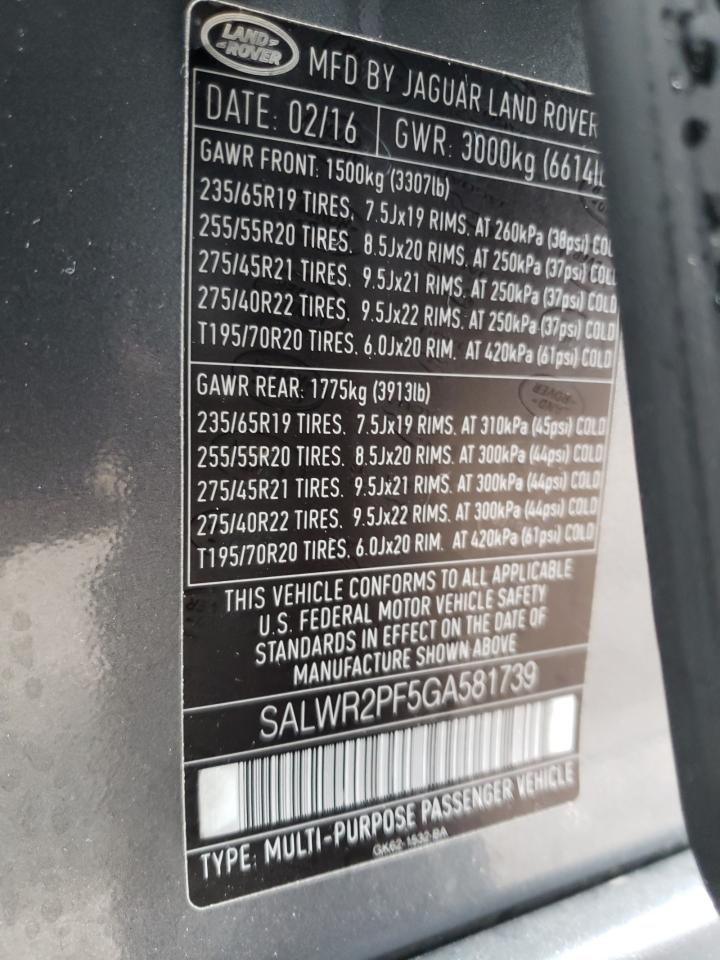 LAND-
-ROVER
MFD BY JAGUAR LAND ROVER
DATE: 02/16 GWR: 3000kg (6614l
GAWR FRONT: 1500kg (3307lb)
235/65R19 TIRES, 7.5Jx19 RIMS. AT 260kPa (38psi) COL
255/55R20 TIRES, 8.5Jx20 RIMS. AT 250kPa (37psi) COL
275/45R21 TIRES, 9.5Jx21 RIMS. AT 250kPa (37psi) COLD
275/40R22 TIRES, 9.5Jx22 RIMS. AT 250kPa (37psi) COLD
T195/70R20 TIRES, 6.0Jx20 RIM. AT 420kPa (61psi) COLD
GAWR REAR: 1775kg (3913lb)
235/65R19 TIRES, 7.5Jx19 RIMS. AT 310kPa (45psi) COLD
255/55R20 TIRES, 8.5Jx20 RIMS. AT 300kPa (44psi) COLD
275/45R21 TIRES, 9.5Jx21 RIMS. AT 300kPa (44psi) COLD
275/40R22 TIRES, 9.5Jx22 RIMS. AT 300kPa (44psi) COLD
T195/70R20 TIRES, 6.0Jx20 RIM. AT 420kPa (61psi) COLD
THIS VEHICLE CONFORMS TO ALL APPLICABLE
U.S. FEDERAL MOTOR VEHICLE SAFETY
STANDARDS IN EFFECT ON THE DATE OF
MANUFACTURE SHOWN ABOVE
SALWR2PF5GA581739
TYPE: MULTI-PURPOSE PASSENGER VEHICLE
GK62-1532-BA